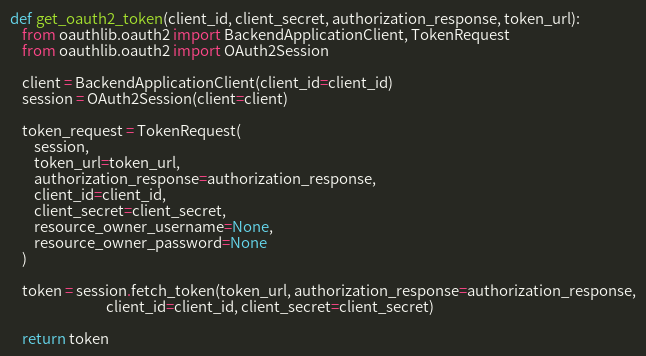 def get_oauth2_token(client_id, client_secret, authorization_response, token_url):
from oauthlib.oauth2 import BackendApplicationClient, TokenRequest
from oauthlib.oauth2 import OAuth2Session
client = BackendApplicationClient(client_id=client_id)
session = OAuth2Session(client=client)
token_request = TokenRequest(
session,
token_url=token_url,
authorization_response=authorization_response,
client_id=client_id,
client_secret=client_secret,
resource_owner_username=None,
resource_owner_password=None
)
token = session.fetch_token(token_url, authorization_response=authorization_response,
client_id=client_id, client_secret=client_secret)
return token